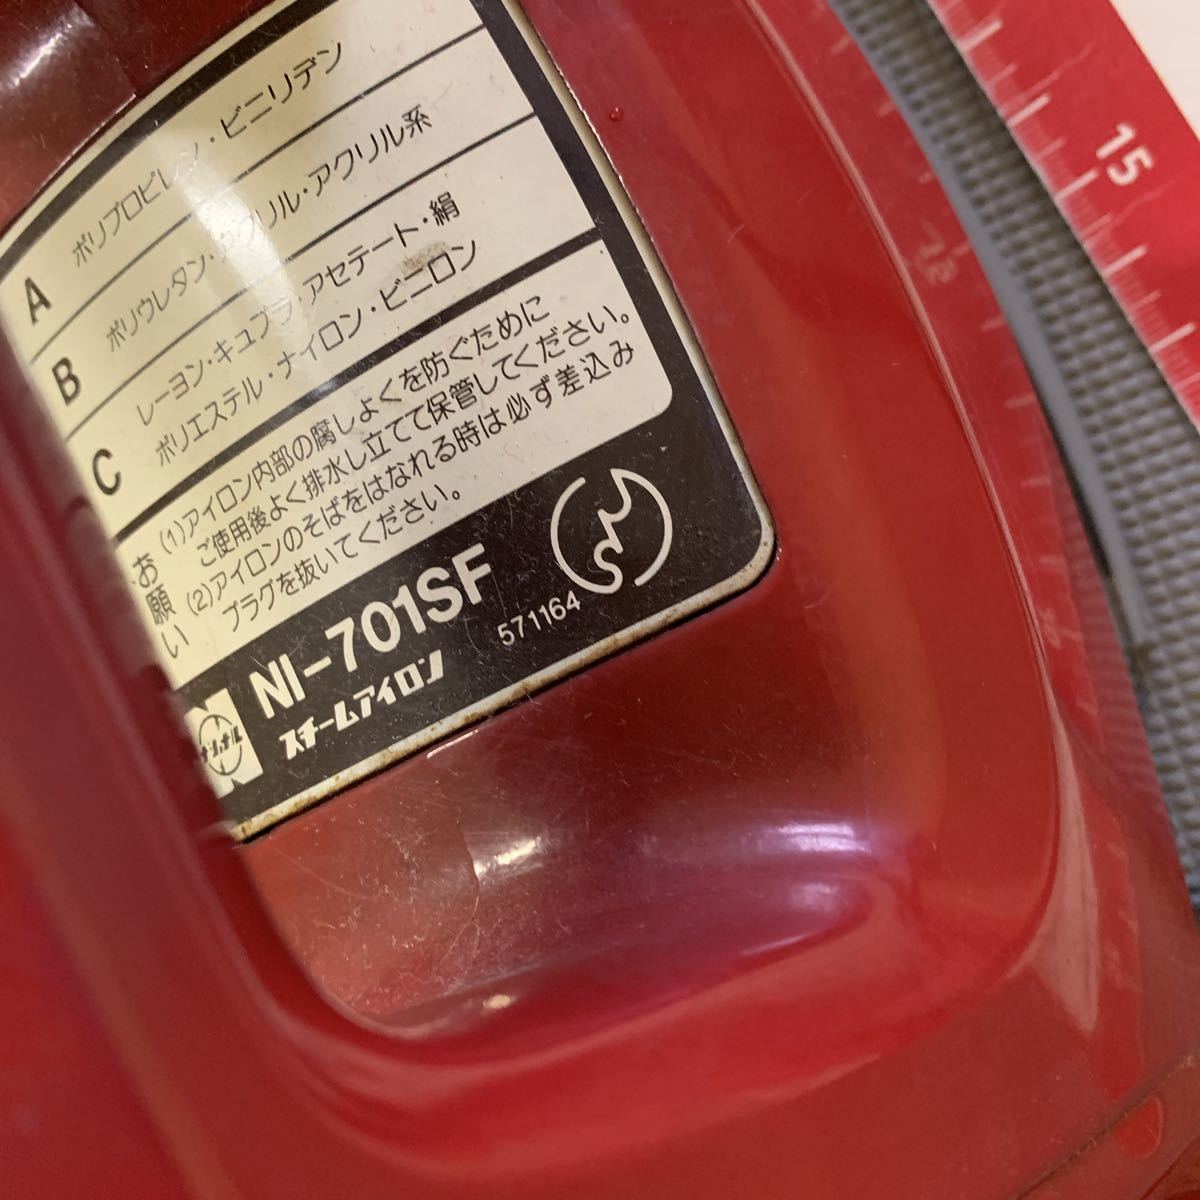 A ポリプロピレン・ビニリデン
B ポリウレタン・ クリル・アクリル系
C レーヨン・キュプラ・アセテート・絹
ポリエステル・ナイロン・ビニロン
お願い
(1)アイロン内部の腐しょくを防ぐために
ご使用後よく排水し立てて保管してください。
(2)アイロンのそばをはなれる時は必ず差込み
プラグを抜いてください。
ナショナル
NI-701SF
スチームアイロン
571164
15